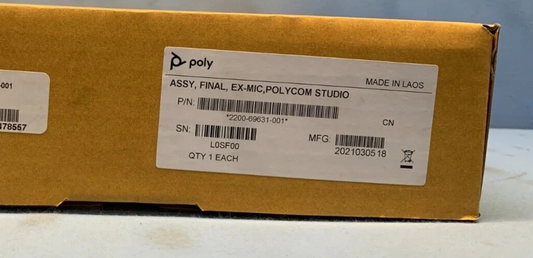 poly
MADE IN LAOS
ASSY, FINAL, EX-MIC,POLYCOM STUDIO
P/N:
*2200-69631-001*
CN
SN:
L0SF00
MFG:
2021030518
QTY 1 EACH
-001
478557